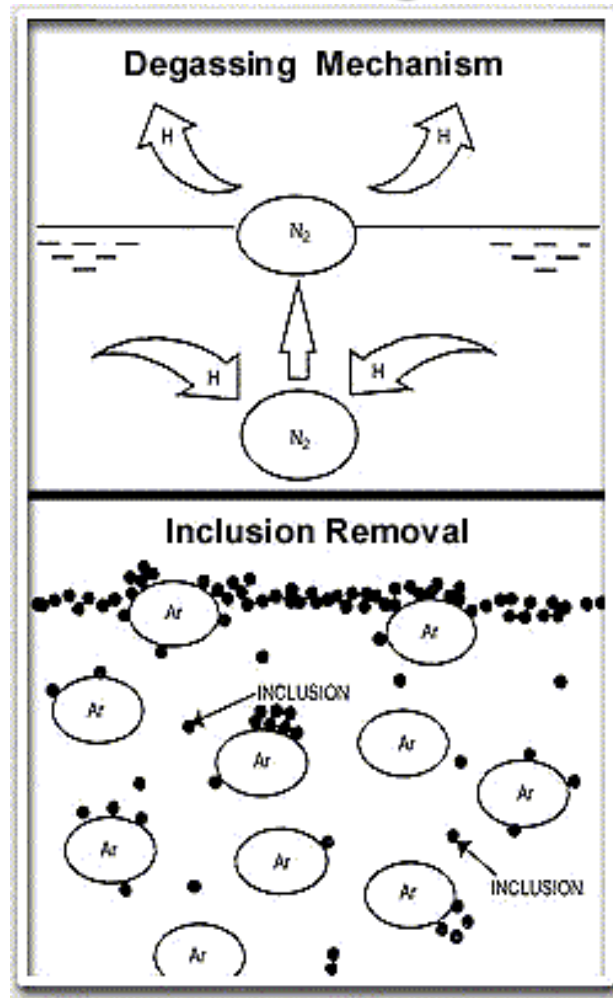 Degassing Mechanism
H H
N2
H H
N2
Inclusion Removal
Ar Ar
INCLUSION
Ar Ar
Ar Ar
Ar Ar
Ar
INCLUSION
Ar